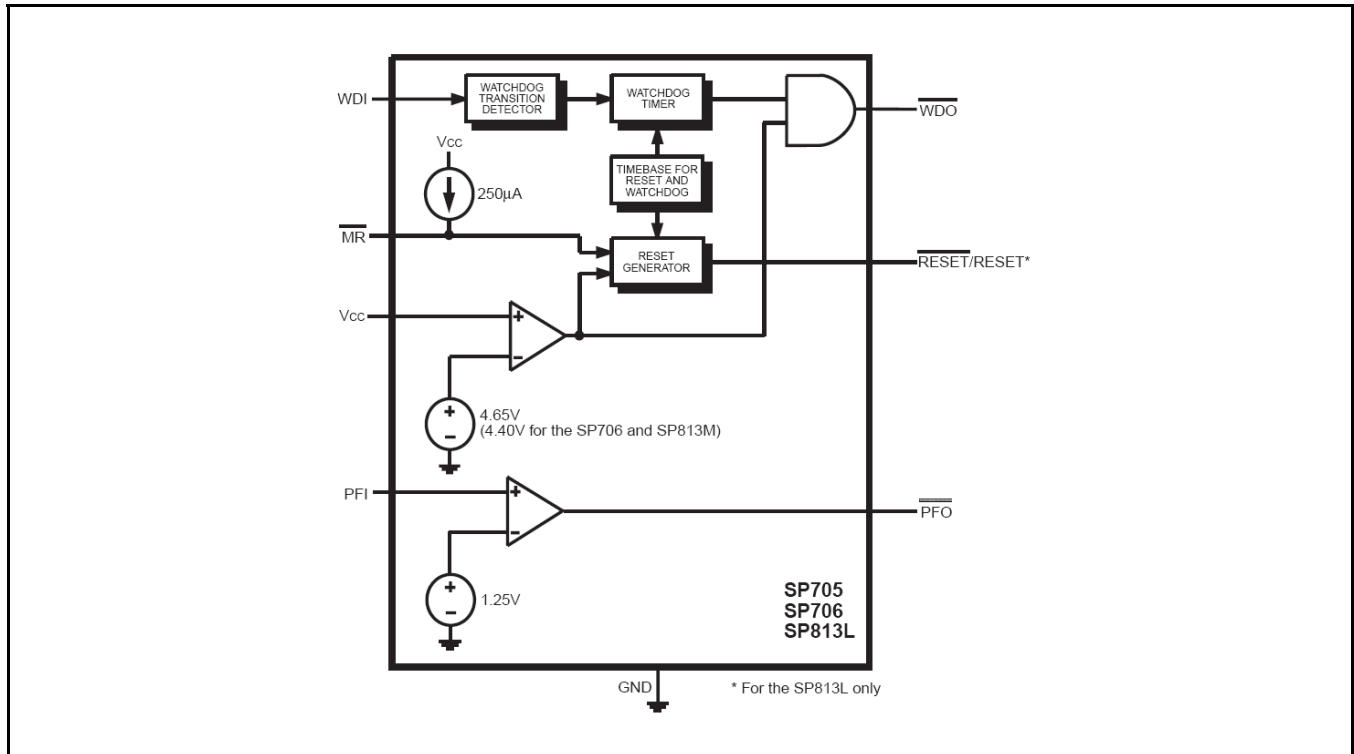 WDI
WATCHDOG
TRANSITION
DETECTOR
WATCHDOG
TIMER
WDO
VCC
250µA
TIMEBASE FOR
RESET AND
WATCHDOG
MR
RESET
GENERATOR
RESET/RESET*
VCC
+
−
+
−
4.65V
(4.40V for the SP706 and SP813M)
PFI
+
−
PFO
+
−
1.25V
SP705
SP706
SP813L
GND
* For the SP813L only